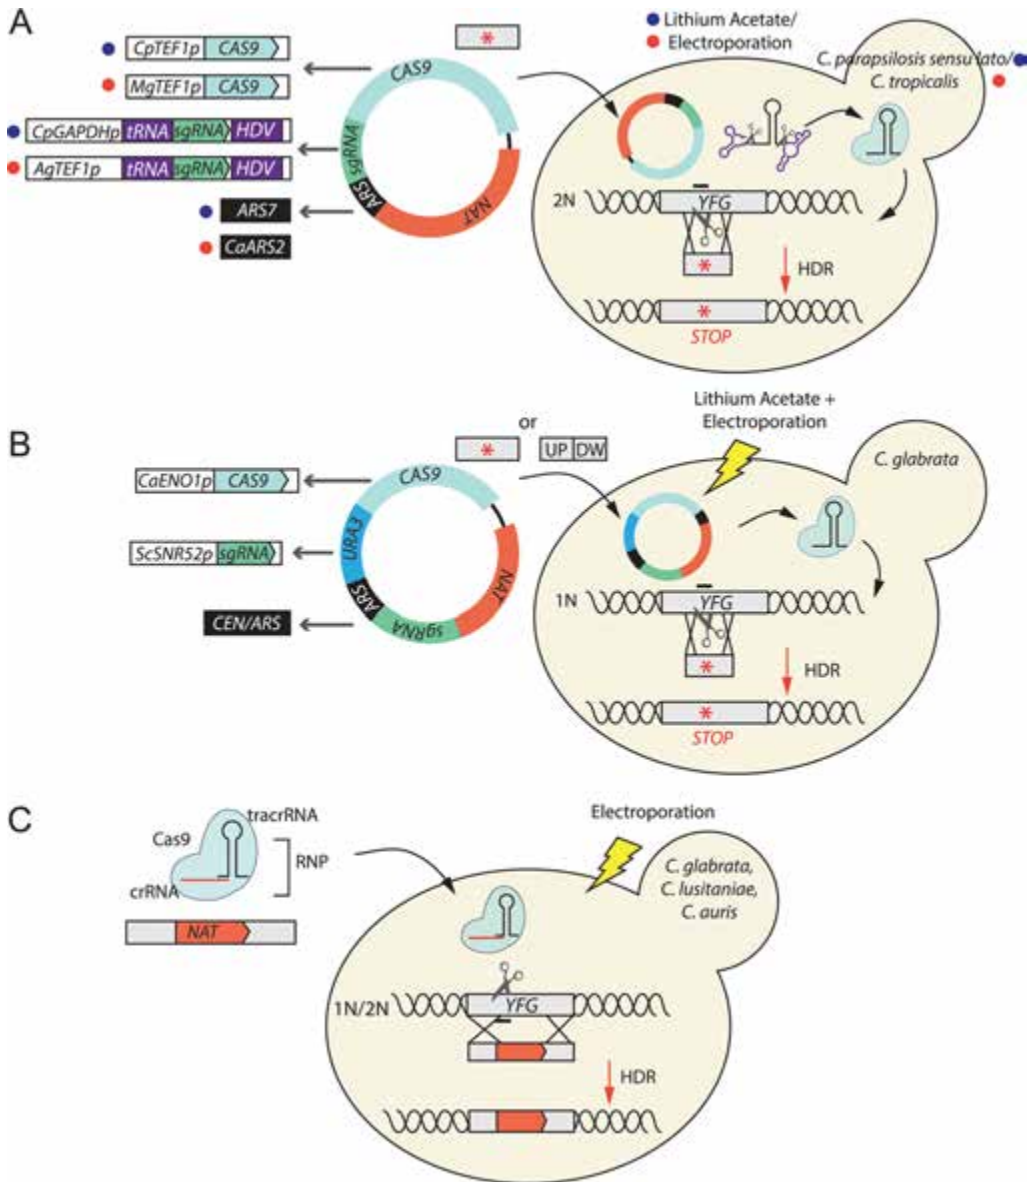 A
CpTEF1p CAS9
MgTEF1p CAS9
CpGAPDHp tRNA sgRNA HDV
AgTEF1p tRNA sgRNA HDV
ARS7
CaARS2
CAS9
sgRNA
ARS
NAT
*
Lithium Acetate/
Electroporation
C. parapsilosis sensu lato/
C. tropicalis
2N
YFG
*
HDR
*
STOP
B
CaENO1p CAS9
ScSNR52p sgRNA
CEN/ARS
CAS9
URA3
ARS
sgRNA
NAT
* or UP DW
Lithium Acetate +
Electroporation
C. glabrata
1N
YFG
*
HDR
*
STOP
C
tracrRNA
Cas9
RNP
crRNA
NAT
Electroporation
C. glabrata,
C. lusitaniae,
C. auris
1N/2N
YFG
HDR